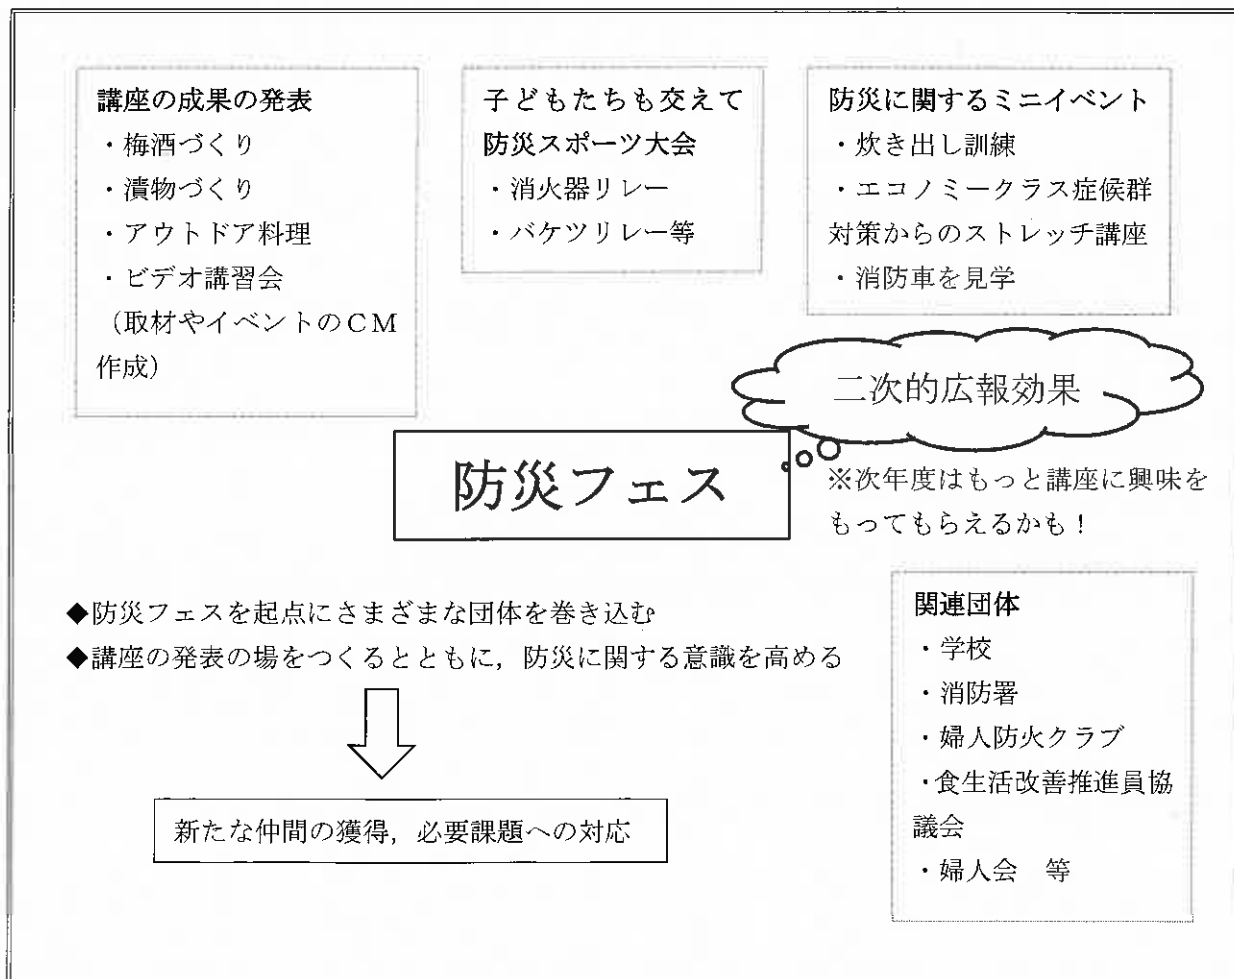 講座の成果の発表
・梅酒づくり
・漬物づくり
・アウトドア料理
・ビデオ講習会
（取材やイベントのＣＭ
作成）
子どもたちも交えて
防災スポーツ大会
・消火器リレー
・バケツリレー等
防災に関するミニイベント
・炊き出し訓練
・エコノミークラス症候群
対策からのストレッチ講座
・消防車を見学
二次的広報効果
防災フェス
※次年度はもっと講座に興味を
もってもらえるかも！
◆防災フェスを起点にさまざまな団体を巻き込む
◆講座の発表の場をつくるとともに，防災に関する意識を高める
新たな仲間の獲得，必要課題への対応
関連団体
・学校
・消防署
・婦人防火クラブ
・食生活改善推進員協
議会
・婦人会　等